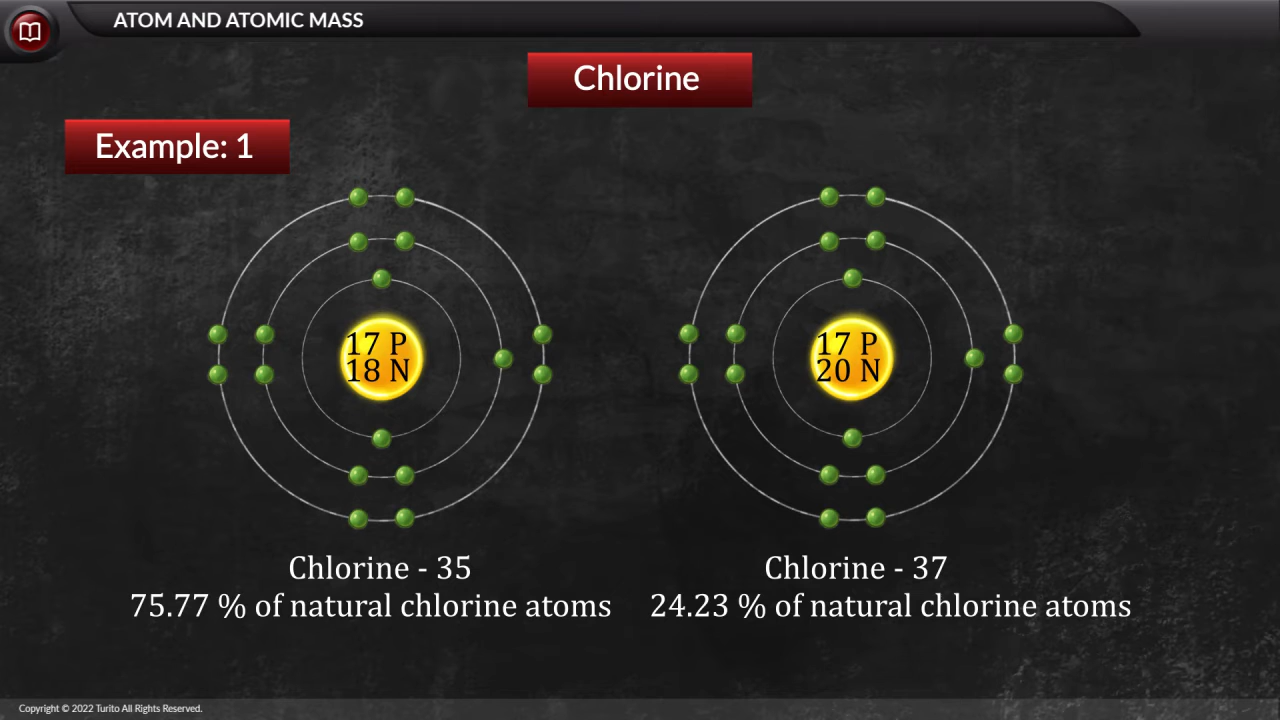 ATOM AND ATOMIC MASS
Chlorine
Example: 1
17 P
18 N
17 P
20 N
Chlorine - 35
75.77 % of natural chlorine atoms
Chlorine - 37
24.23 % of natural chlorine atoms
Copyright © 2022 Turito All Rights Reserved.